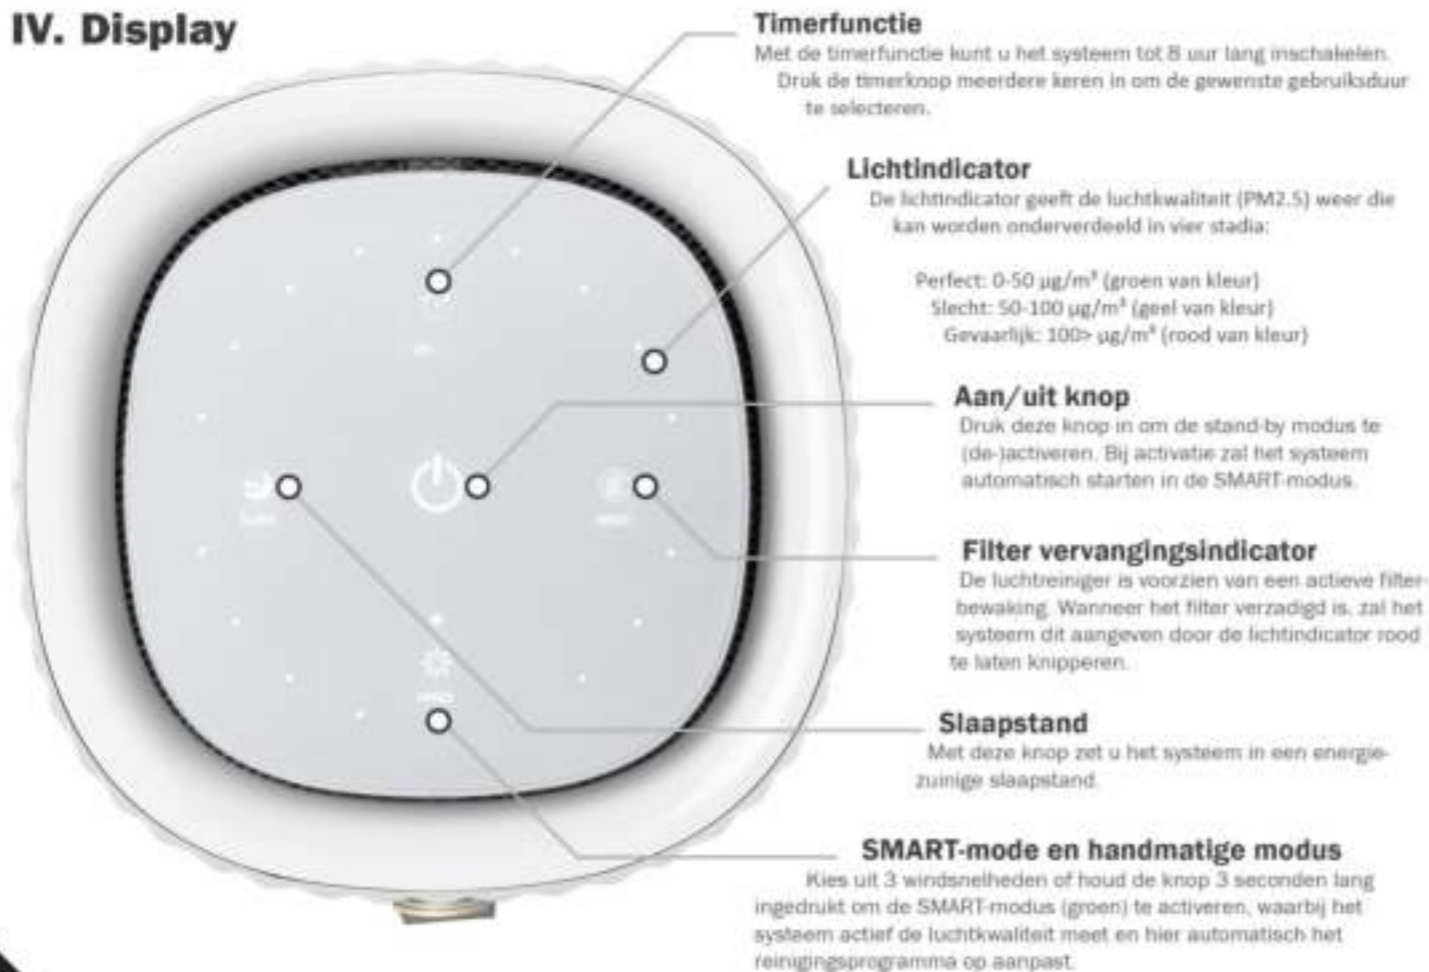 IV. Display
Timerfunctie
Met de timerfunctie kunt u het systeem tot 8 uur lang inschakelen.
Druk de timerknop meerdere keren in om de gewenste gebruiksduur
te selecteren.
Lichtindicator
De lichtindicator geeft de luchtkwaliteit (PM2.5) weer die
kan worden onderverdeeld in vier stadia:
Perfect: 0-50 µg/m³ (groen van kleur)
Slecht: 50-100 µg/m³ (geel van kleur)
Gevaarlijk: 100> µg/m³ (rood van kleur)
Aan/uit knop
Druk deze knop in om de stand-by modus te
(de-)activeren. Bij activatie zal het systeem
automatisch starten in de SMART-modus.
Filter vervangingsindicator
De luchtreiniger is voorzien van een actieve filter-
bewaking. Wanneer het filter verzadigd is, zal het
systeem dit aangeven door de lichtindicator rood
te laten knipperen.
Slaapstand
Met deze knop zet u het systeem in een energie-
zuinige slaapstand.
SMART-mode en handmatige modus
Kies uit 3 windsnelheden of houd de knop 3 seconden lang
ingedrukt om de SMART-modus (groen) te activeren, waarbij het
systeem actief de luchtkwaliteit meet en hier automatisch het
reinigingsprogramma op aanpast.